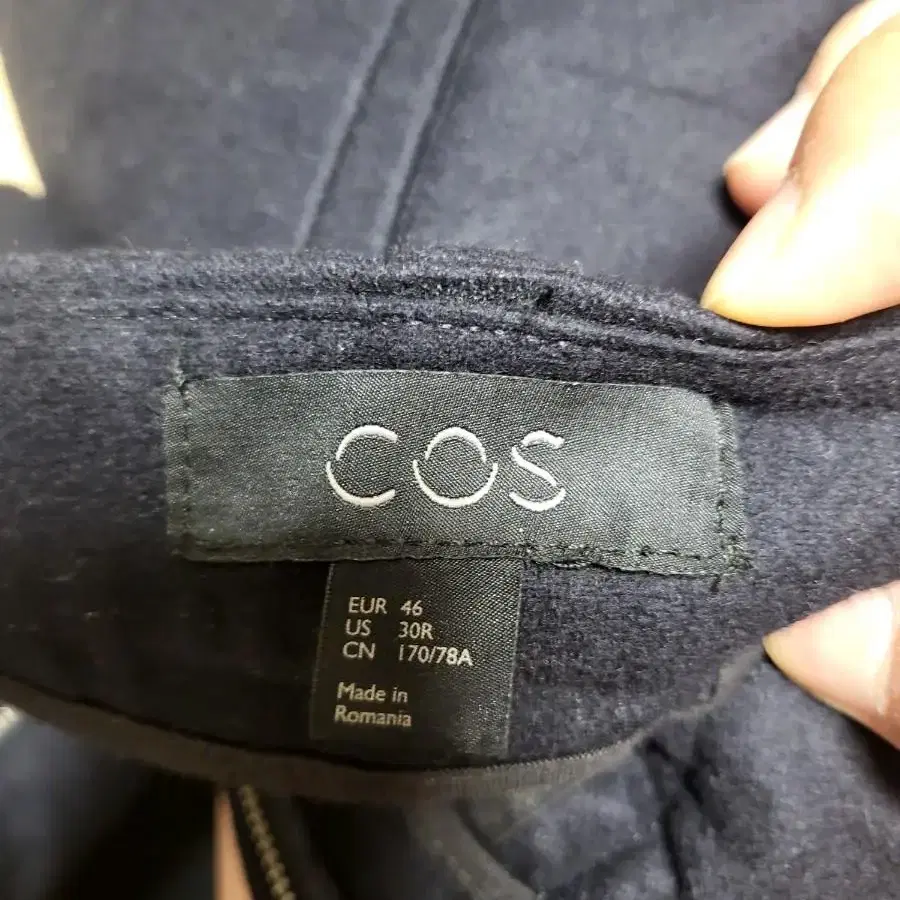 COS
EUR 46
US 30R
CN 170/78A
Made in
Romania